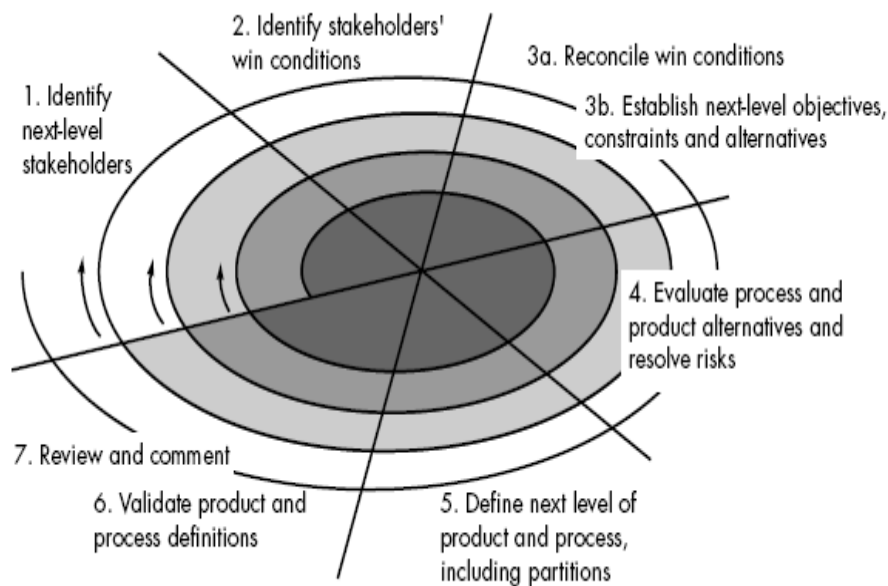 1. Identify
next-level
stakeholders
2. Identify stakeholders'
win conditions
3a. Reconcile win conditions
3b. Establish next-level objectives,
constraints and alternatives
4. Evaluate process and
product alternatives and
resolve risks
5. Define next level of
product and process,
including partitions
6. Validate product and
process definitions
7. Review and comment